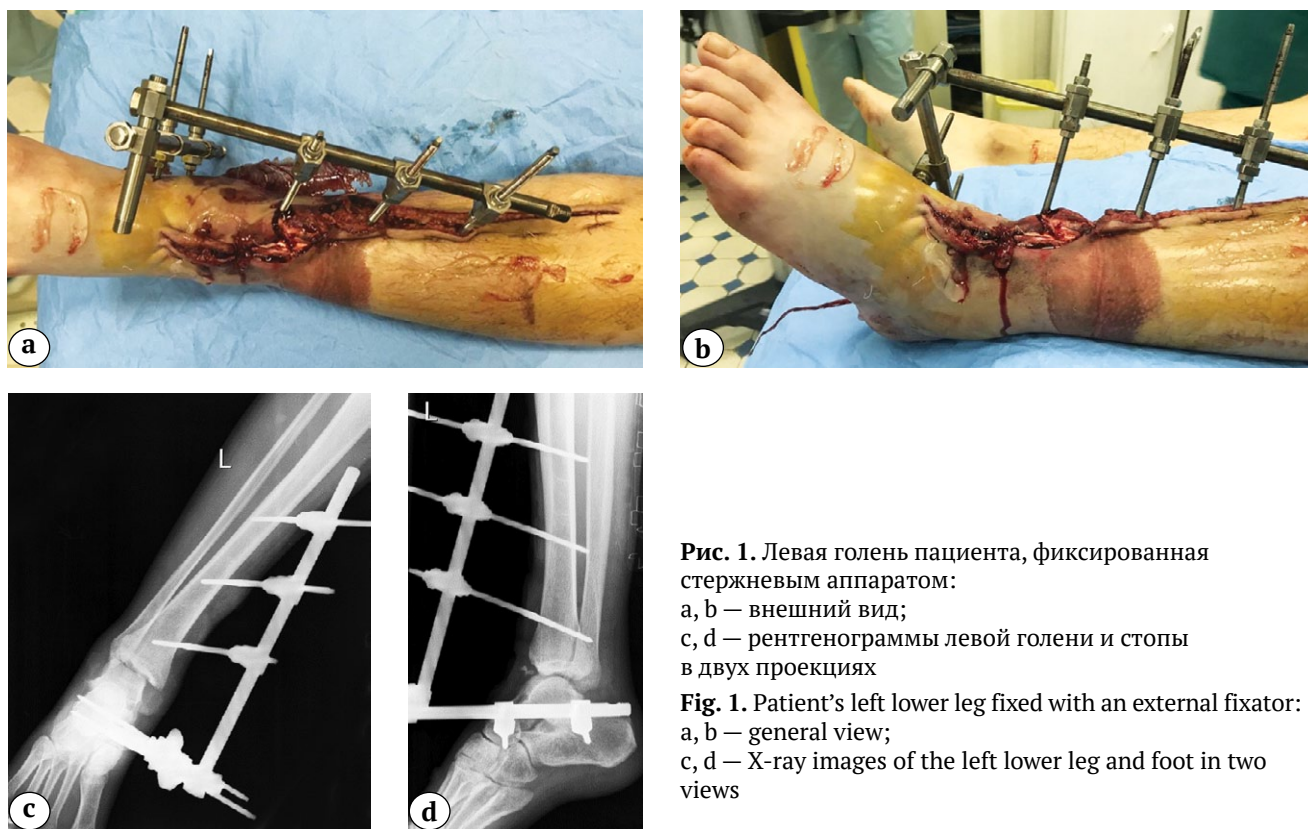 a
b
L
c
L
d
Рис. 1. Левая голень пациента, фиксированная
стержневым аппаратом:
a, b — внешний вид;
c, d — рентгенограммы левой голени и стопы
в двух проекциях
Fig. 1. Patient's left lower leg fixed with an external fixator:
a, b — general view;
c, d — X-ray images of the left lower leg and foot in two
views